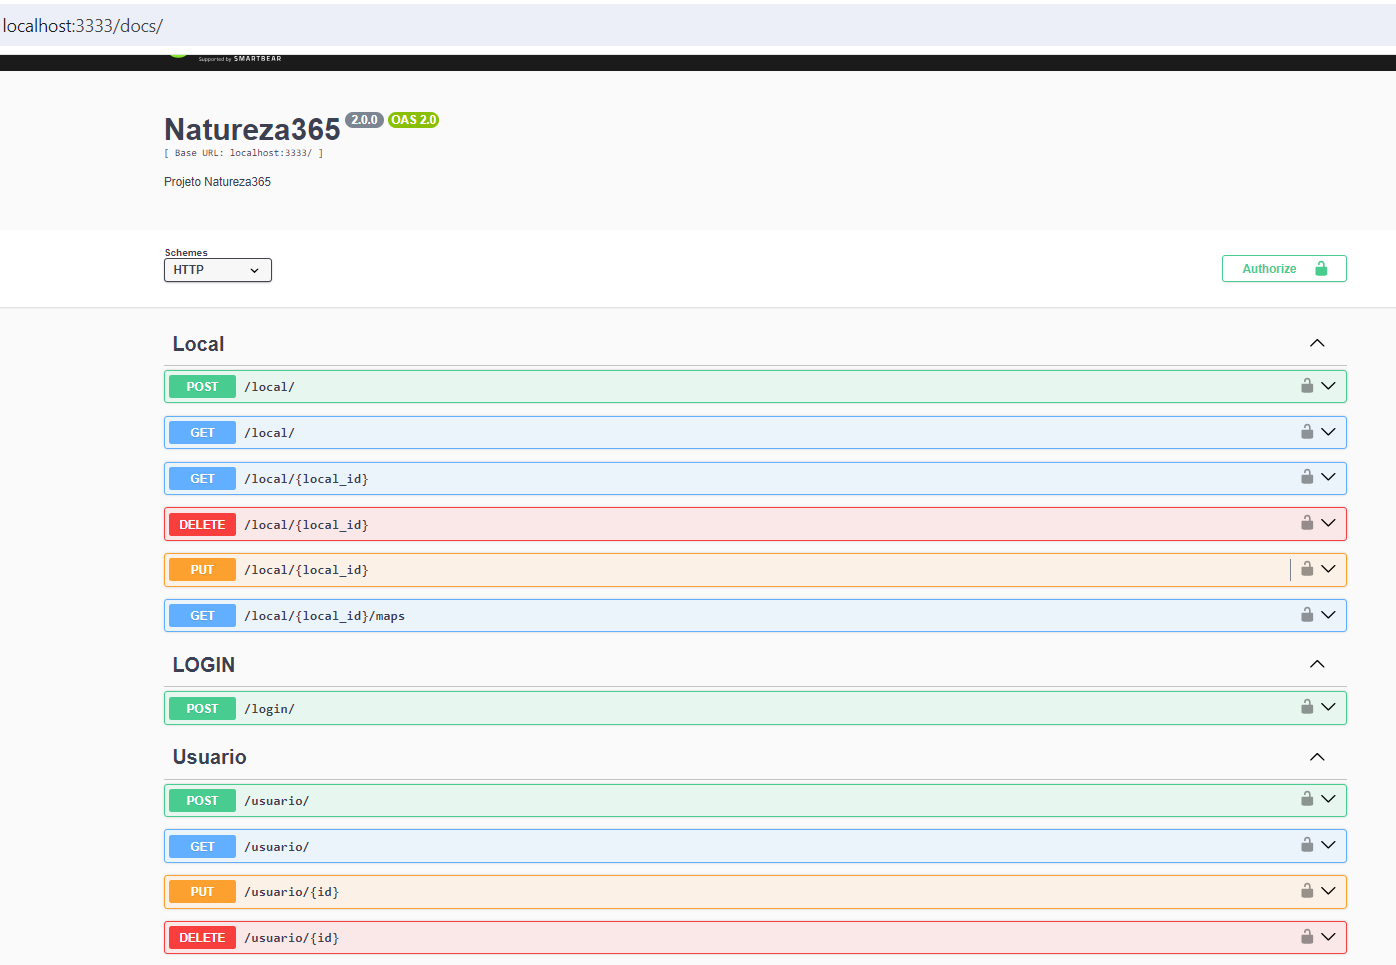 localhost:3333/docs/
Supported by SMARTBEAR
Natureza365 2.0.0 OAS 2.0
[ Base URL: localhost:3333/ ]
Projeto Natureza365
Schemes
HTTP
Authorize
Local
POST /local/
GET /local/
GET /local/{local_id}
DELETE /local/{local_id}
PUT /local/{local_id}
GET /local/{local_id}/maps
LOGIN
POST /login/
Usuario
POST /usuario/
GET /usuario/
PUT /usuario/{id}
DELETE /usuario/{id}